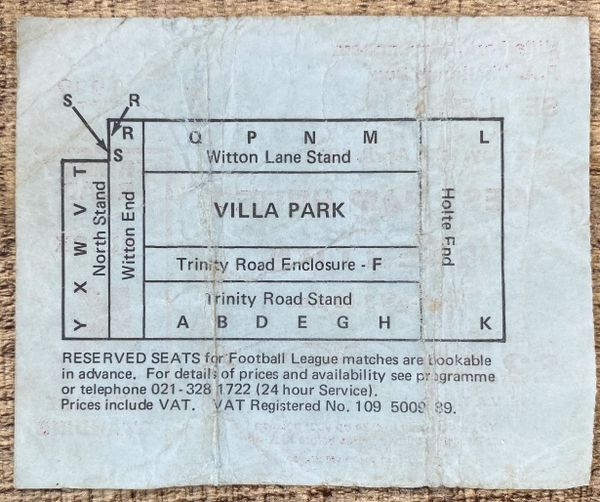 S R
R
Q P N M L
S
Witton Lane Stand
T
V
W
X
Y
North Stand
Witton End
VILLA PARK
Holte End
Trinity Road Enclosure - F
Trinity Road Stand
A B D E G H K
RESERVED SEATS for Football League matches are bookable
in advance. For details of prices and availability see programme
or telephone 021-328 1722 (24 hour Service).
Prices include VAT. VAT Registered No. 109 5009 89.